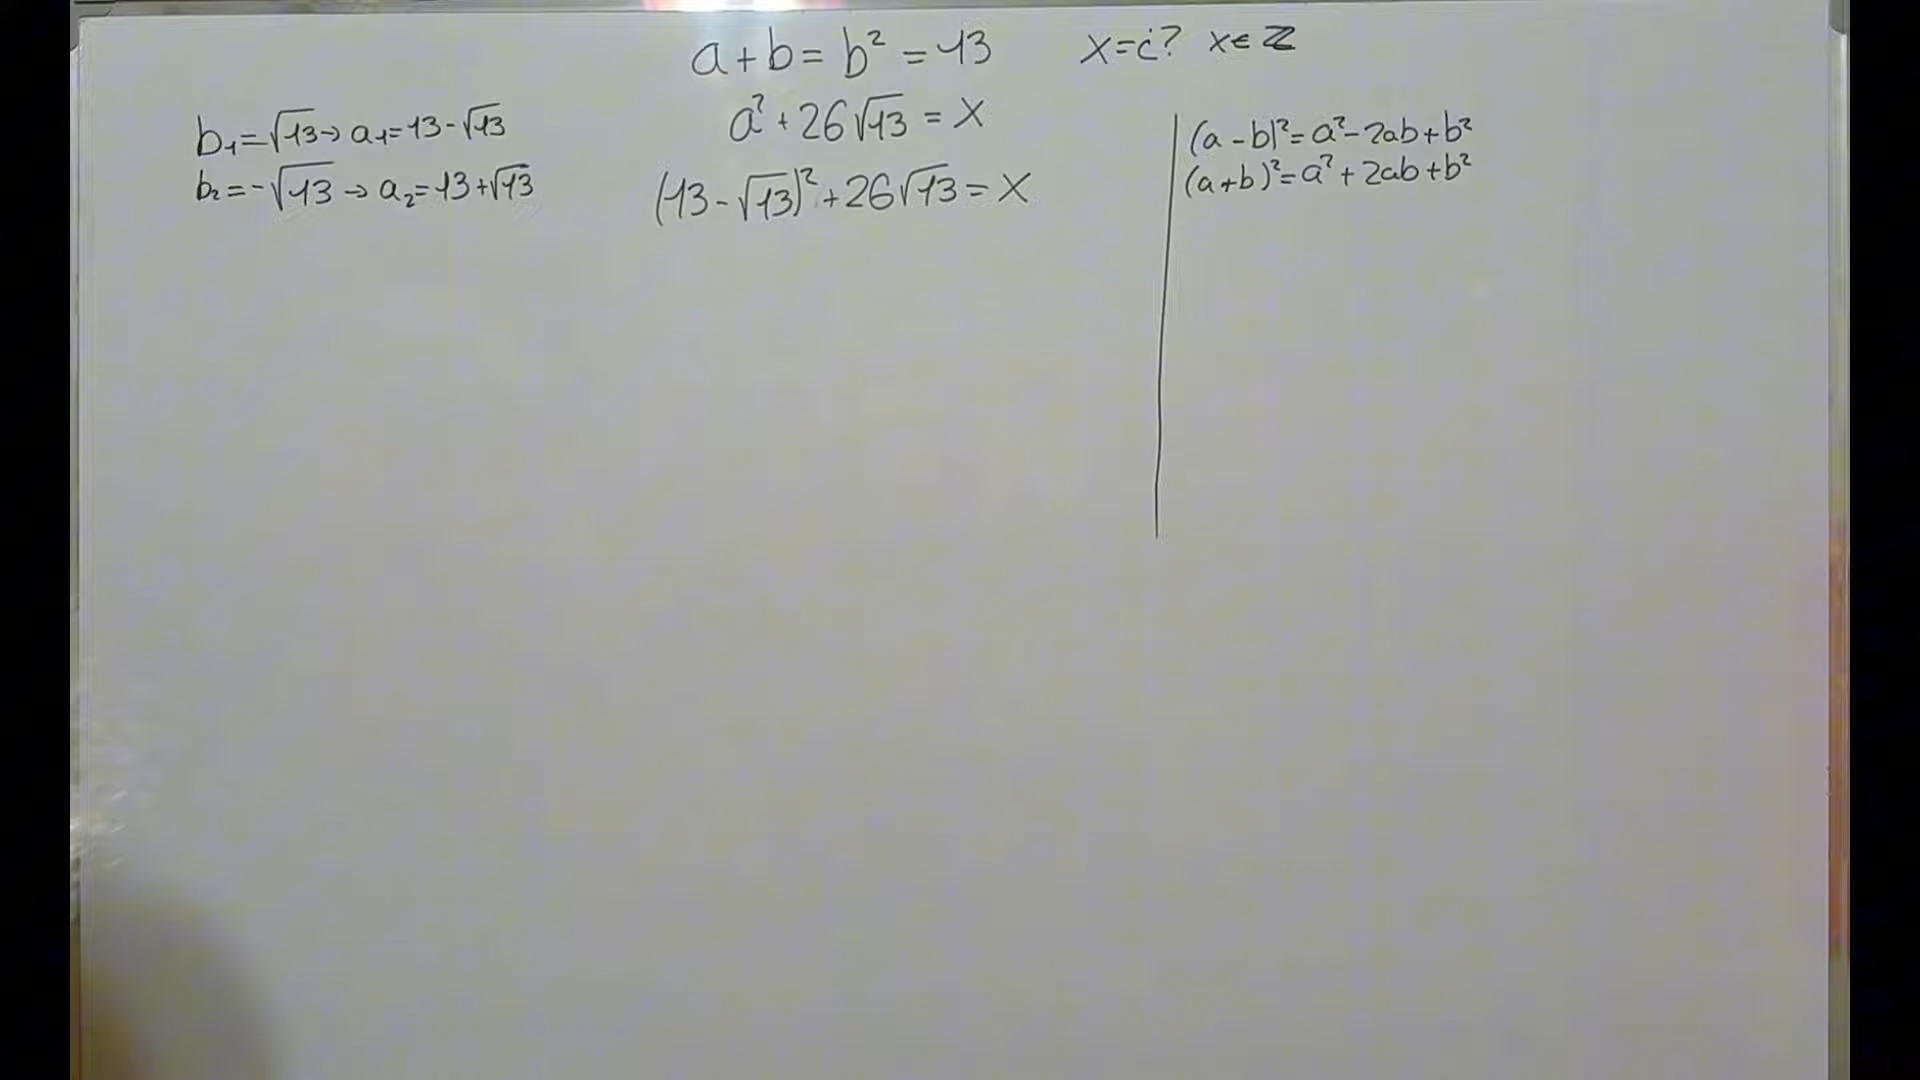 a+b = b² = 13
x=¿? x∈ℤ
a²+26√13 = x
(13-√13)²+26√13 = x
b₁=√13→a₁=13-√13
b₂=-√13→a₂=13+√13
(a-b)²=a²-2ab+b²
(a+b)²=a²+2ab+b²